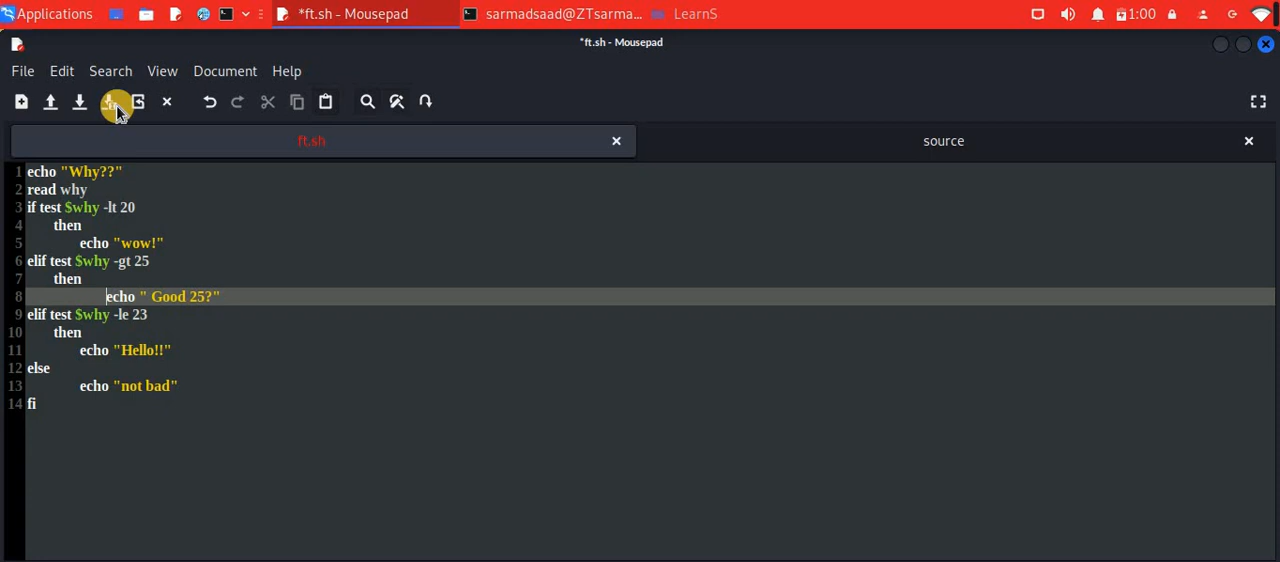 Applications *ft.sh - Mousepad sarmadsaad@ZTsarma... LearnS 1:00
*ft.sh - Mousepad
File Edit Search View Document Help
ft.sh source
1 echo "Why??"
2 read why
3 if test $why -lt 20
4 then
5 echo "wow!"
6 elif test $why -gt 25
7 then
8 echo " Good 25?"
9 elif test $why -le 23
10 then
11 echo "Hello!!"
12 else
13 echo "not bad"
14 fi